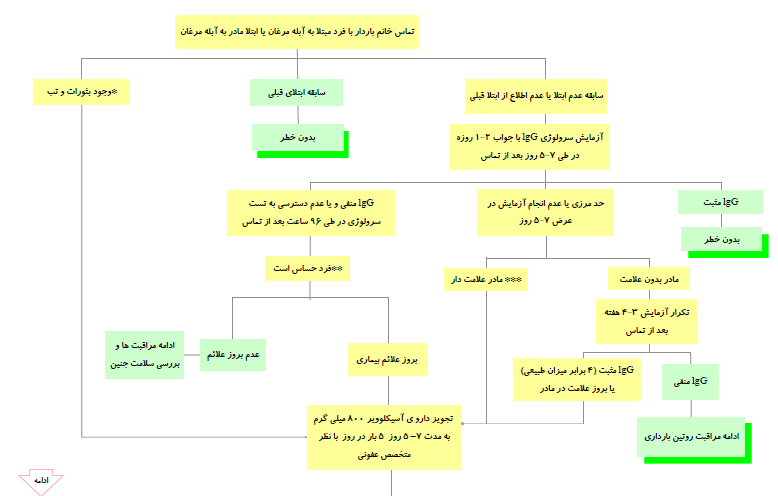 تماس خانم باردار با فرد مبتلا به آبله مرغان یا ابتلا مادر به آبله مرغان
سابقه عدم ابتلا یا عدم اطلاع از ابتلا قبلی
سابقه ابتلای قبلی
*وجود بثورات و تب
بدون خطر
آزمایش سرولوژی IgG با جواب ۲-۱ روزه
در طی ۷-۵ روز بعد از تماس
IgG مثبت
بدون خطر
حد مرزی یا عدم انجام آزمایش در
عرض ۷-۵ روز
IgG منفی و یا عدم دسترسی به تست
سرولوژی در طی ۹۶ ساعت بعد از تماس
مادر بدون علامت
*** مادر علامت دار
**فرد حساس است
تکرار آزمایش ۳-۴ هفته
بعد از تماس
عدم بروز علائم
ادامه مراقبت ها و
بررسی سلامت جنین
بروز علائم بیماری
IgG منفی
IgG مثبت (۴ برابر میزان طبیعی)
یا بروز علامت در مادر
ادامه مراقبت روتین بارداری
تجویز داروی آسیکلوویر ۸۰۰ میلی گرم
به مدت ۷-۵ روز ۵ بار در روز با نظر
متخصص عفونی
ادامه